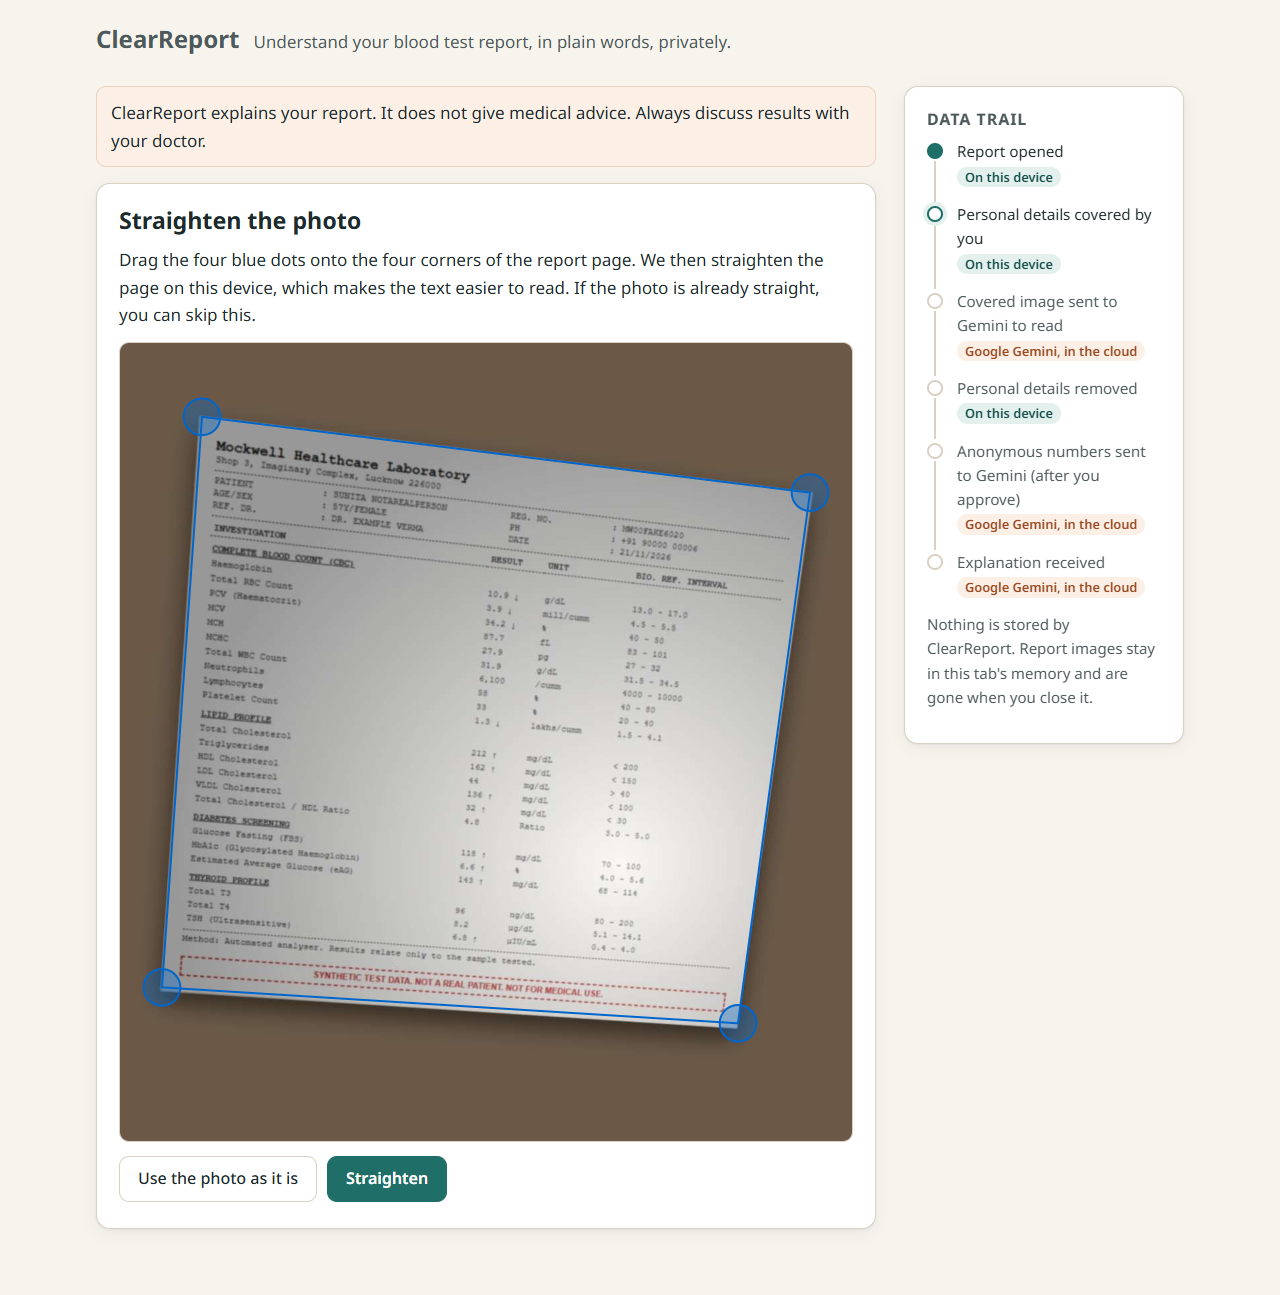 ClearReport Understand your blood test report, in plain words, privately.
ClearReport explains your report. It does not give medical advice. Always discuss results with
your doctor.
Straighten the photo
Drag the four blue dots onto the four corners of the report page. We then straighten the
page on this device, which makes the text easier to read. If the photo is already straight,
you can skip this.
Mockwell Healthcare Laboratory
Shop 3, Imaginary Complex, Lucknow 226000
PATIENT : SUNITA NOTAREALPERSON REG. NO. : MW00FAKE6020
AGE/SEX : 57Y/FEMALE PH : +91 90000 00006
REF. DR. : DR. EXAMPLE VERMA DATE : 21/11/2026
INVESTIGATION RESULT UNIT BIO. REF. INTERVAL
COMPLETE BLOOD COUNT (CBC)
Haemoglobin 10.9 ↓ g/dL 13.0 - 17.0
Total RBC Count 3.9 ↓ mill/cumm 4.5 - 5.5
PCV (Haematocrit) 34.2 ↓ % 40 - 50
MCV 87.7 fL 83 - 101
MCH 27.9 pg 27 - 32
MCHC 31.9 g/dL 31.5 - 34.5
Total WBC Count 6,100 /cumm 4000 - 10000
Neutrophils 58 % 40 - 80
Lymphocytes 33 % 20 - 40
Platelet Count 1.3 ↓ lakhs/cumm 1.5 - 4.1
LIPID PROFILE
Total Cholesterol 212 ↑ mg/dL < 200
Triglycerides 162 ↑ mg/dL < 150
HDL Cholesterol 44 mg/dL > 40
LDL Cholesterol 136 ↑ mg/dL < 100
VLDL Cholesterol 32 ↑ mg/dL < 30
Total Cholesterol / HDL Ratio 4.8 Ratio 3.0 - 5.0
DIABETES SCREENING
Glucose Fasting (FBS) 118 ↑ mg/dL 70 - 100
HbA1c (Glycosylated Haemoglobin) 6.6 ↑ % 4.0 - 5.6
Estimated Average Glucose (eAG) 143 ↑ mg/dL 68 - 114
THYROID PROFILE
Total T3 96 ng/dL 80 - 200
Total T4 8.2 µg/dL 5.1 - 14.1
TSH (Ultrasensitive) 6.8 ↑ µIU/mL 0.4 - 4.0
Method: Automated analyser. Results relate only to the sample tested.
SYNTHETIC TEST DATA. NOT A REAL PATIENT. NOT FOR MEDICAL USE.
Use the photo as it is
Straighten
DATA TRAIL
Report opened
On this device
Personal details covered by
you
On this device
Covered image sent to
Gemini to read
Google Gemini, in the cloud
Personal details removed
On this device
Anonymous numbers sent
to Gemini (after you
approve)
Google Gemini, in the cloud
Explanation received
Google Gemini, in the cloud
Nothing is stored by
ClearReport. Report images stay
in this tab's memory and are
gone when you close it.